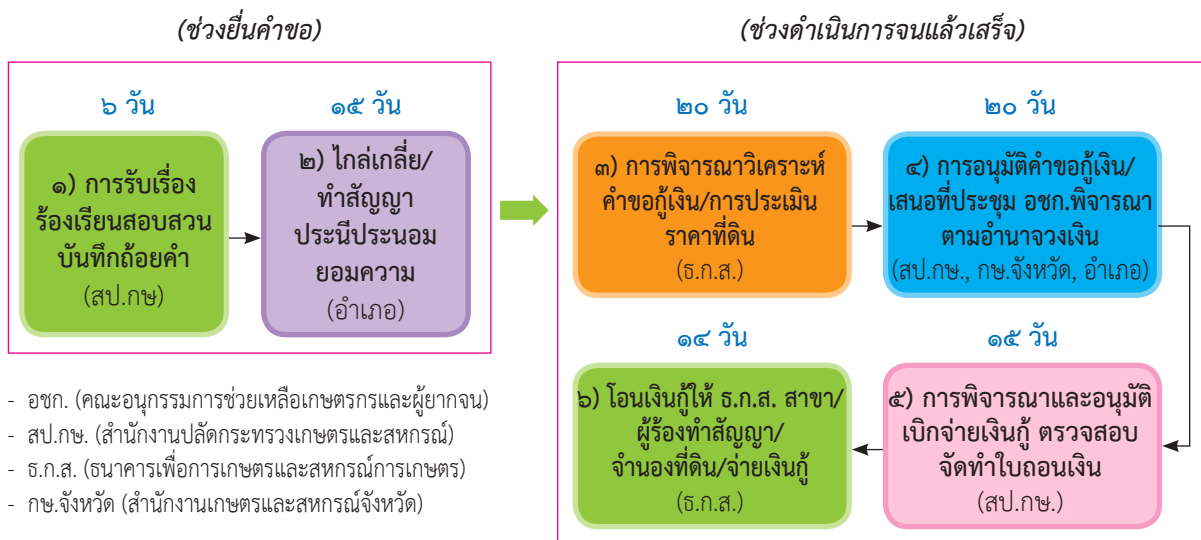 (ช่วงยื่นคำขอ)
๖ วัน
๑) การรับเรื่อง
ร้องเรียนสอบสวน
บันทึกถ้อยคำ
(สป.กษ)
๑๕ วัน
๒) ไกล่เกลี่ย/
ทำสัญญา
ประนีประนอม
ยอมความ
(อำเภอ)
(ช่วงดำเนินการจนแล้วเสร็จ)
๒๐ วัน
๓) การพิจารณาวิเคราะห์
คำขอกู้เงิน/การประเมิน
ราคาที่ดิน
(ธ.ก.ส.)
๒๐ วัน
๔) การอนุมัติคำขอกู้เงิน/
เสนอที่ประชุม อชก.พิจารณา
ตามอำนาจวงเงิน
(สป.กษ., กษ.จังหวัด, อำเภอ)
๑๕ วัน
๕) การพิจารณาและอนุมัติ
เบิกจ่ายเงินกู้ ตรวจสอบ
จัดทำใบถอนเงิน
(สป.กษ.)
๑๔ วัน
๖) โอนเงินกู้ให้ ธ.ก.ส. สาขา/
ผู้ร้องทำสัญญา/
จำนองที่ดิน/จ่ายเงินกู้
(ธ.ก.ส.)
- อชก. (คณะอนุกรรมการช่วยเหลือเกษตรกรและผู้ยากจน)
- สป.กษ. (สำนักงานปลัดกระทรวงเกษตรและสหกรณ์)
- ธ.ก.ส. (ธนาคารเพื่อการเกษตรและสหกรณ์การเกษตร)
- กษ.จังหวัด (สำนักงานเกษตรและสหกรณ์จังหวัด)